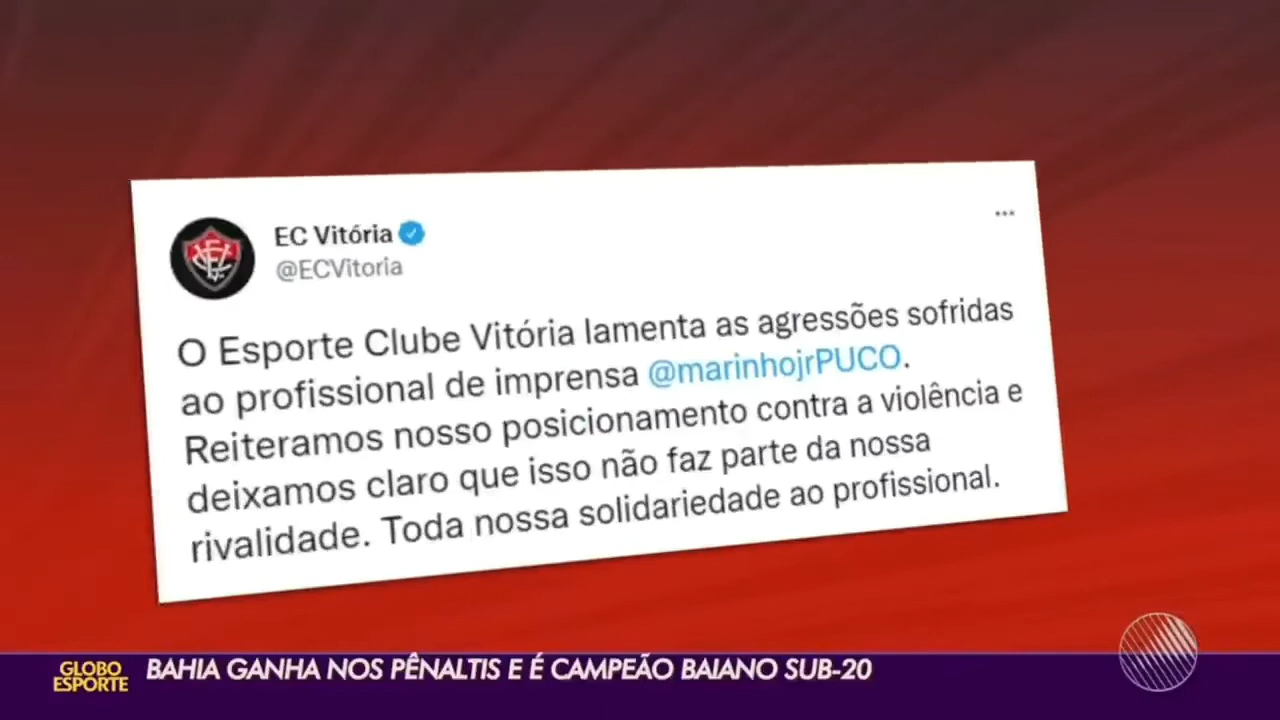 EC Vitória
@ECVitoria
O Esporte Clube Vitória lamenta as agressões sofridas
ao profissional de imprensa @marinhojrPUCO.
Reiteramos nosso posicionamento contra a violência e
deixamos claro que isso não faz parte da nossa
rivalidade. Toda nossa solidariedade ao profissional.
GLOBO
ESPORTE
BAHIA GANHA NOS PÊNALTIS E É CAMPEÃO BAIANO SUB-20